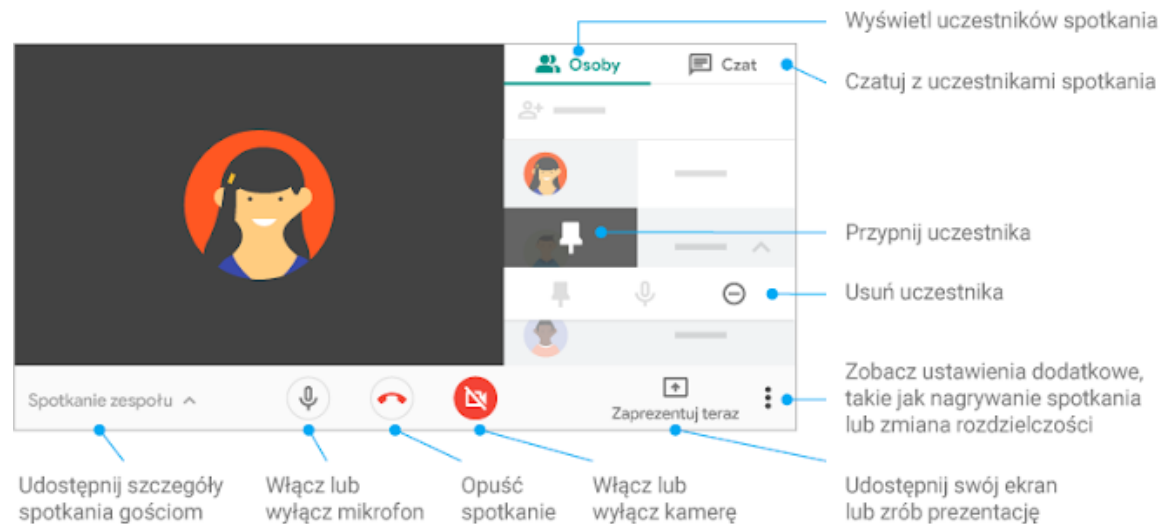 Wyświetl uczestników spotkania
Osoby
Czat
Czatuj z uczestnikami spotkania
Przypnij uczestnika
Usuń uczestnika
Zobacz ustawienia dodatkowe,
takie jak nagrywanie spotkania
lub zmiana rozdzielczości
Spotkanie zespołu
Zaprezentuj teraz
Udostępnij szczegóły
spotkania gościom
Włącz lub
wyłącz mikrofon
Opuść
spotkanie
Włącz lub
wyłącz kamerę
Udostępnij swój ekran
lub zrób prezentację